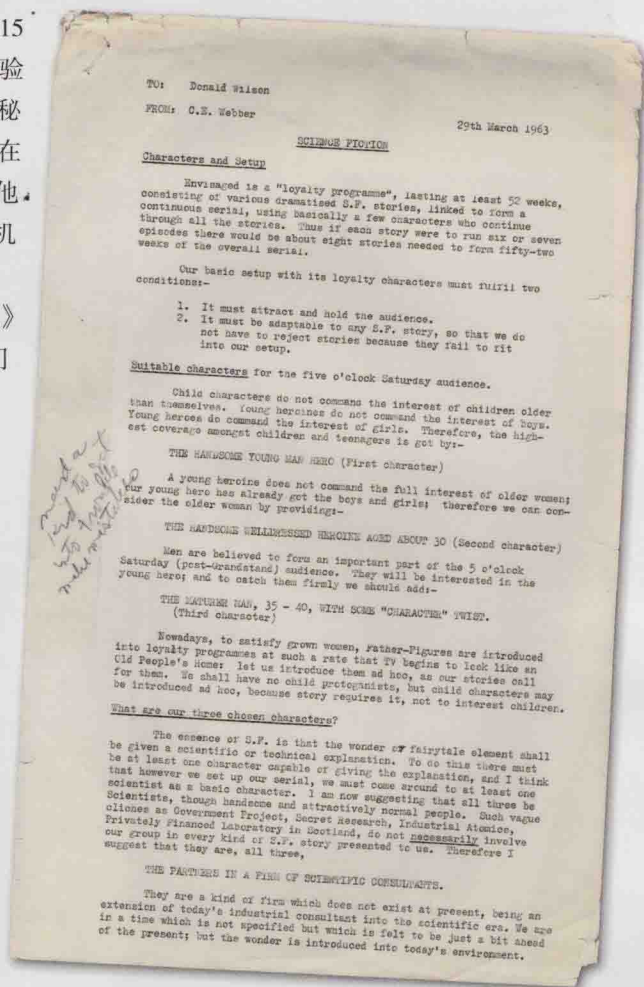 15
验
秘
在
他
机
》
们
TO: Donald Wilson
FROM: C.E. Webber
29th March 1963
SCIENCE FICTION
Characters and Setup
Envisaged is a "loyalty programme", lasting at least 52 weeks,
consisting of various dramatised S.F. stories, linked to form a
continuous serial, using basically a few characters who continue
through all the stories. Thus if each story were to run six or seven
episodes there would be about eight stories needed to form fifty-two
weeks of the overall serial.
Our basic setup with its loyalty characters must fulfil two
conditions:-
1. It must attract and hold the audience.
2. It must be adaptable to any S.F. story, so that we do
not have to reject stories because they fail to fit
into our setup.
Suitable characters for the five o'clock Saturday audience.
Child characters do not command the interest of children older
than themselves. Young heroines do not command the interest of boys.
Young heroes do command the interest of girls. Therefore, the high-
est coverage amongst children and teenagers is got by:-
THE HANDSOME YOUNG MAN HERO (First character)
A young heroine does not command the full interest of older women;
our young hero has already got the boys and girls; therefore we can con-
sider the older woman by providing:-
THE HANDSOME WELLDRESSED HEROINE AGED ABOUT 30 (Second character)
Men are believed to form an important part of the 5 o'clock
Saturday (post-Grandstand) audience. They will be interested in the
young hero; and to catch them firmly we should add:-
THE MATURER MAN, 35 - 40, WITH SOME "CHARACTER" TWIST.
(Third character)
Nowadays, to satisfy grown women, Father-Figures are introduced
into loyalty programmes at such a rate that TV begins to look like an
Old People's Home: let us introduce them ad hoc, as our stories call
for them. We shall have no child protoganists, but child characters may
be introduced ad hoc, because story requires it, not to interest children.
What are our three chosen characters?
The essence of S.F. is that the wonder or fairytale element shall
be given a scientific or technical explanation. To do this there must
be at least one character capable of giving the explanation, and I think
that however we set up our serial, we must come around to at least one
scientist as a basic character. I am now suggesting that all three be
Scientists, though handsome and attractively normal people. Such vague
cliches as Government Project, Secret Research, Industrial Atomics,
Privately Financed Laboratory in Scotland, do not necessarily involve
our group in every kind of S.F. story presented to us. Therefore I
suggest that they are, all three,
THE PARTNERS IN A FIRM OF SCIENTIFIC CONSULTANTS.
They are a kind of firm which does not exist at present, being an
extension of today's industrial consultant into the scientific era. We are
in a time which is not specified but which is felt to be just a bit ahead
of the present; but the wonder is introduced into today's environment.
need a
to get
into trouble
make mistakes